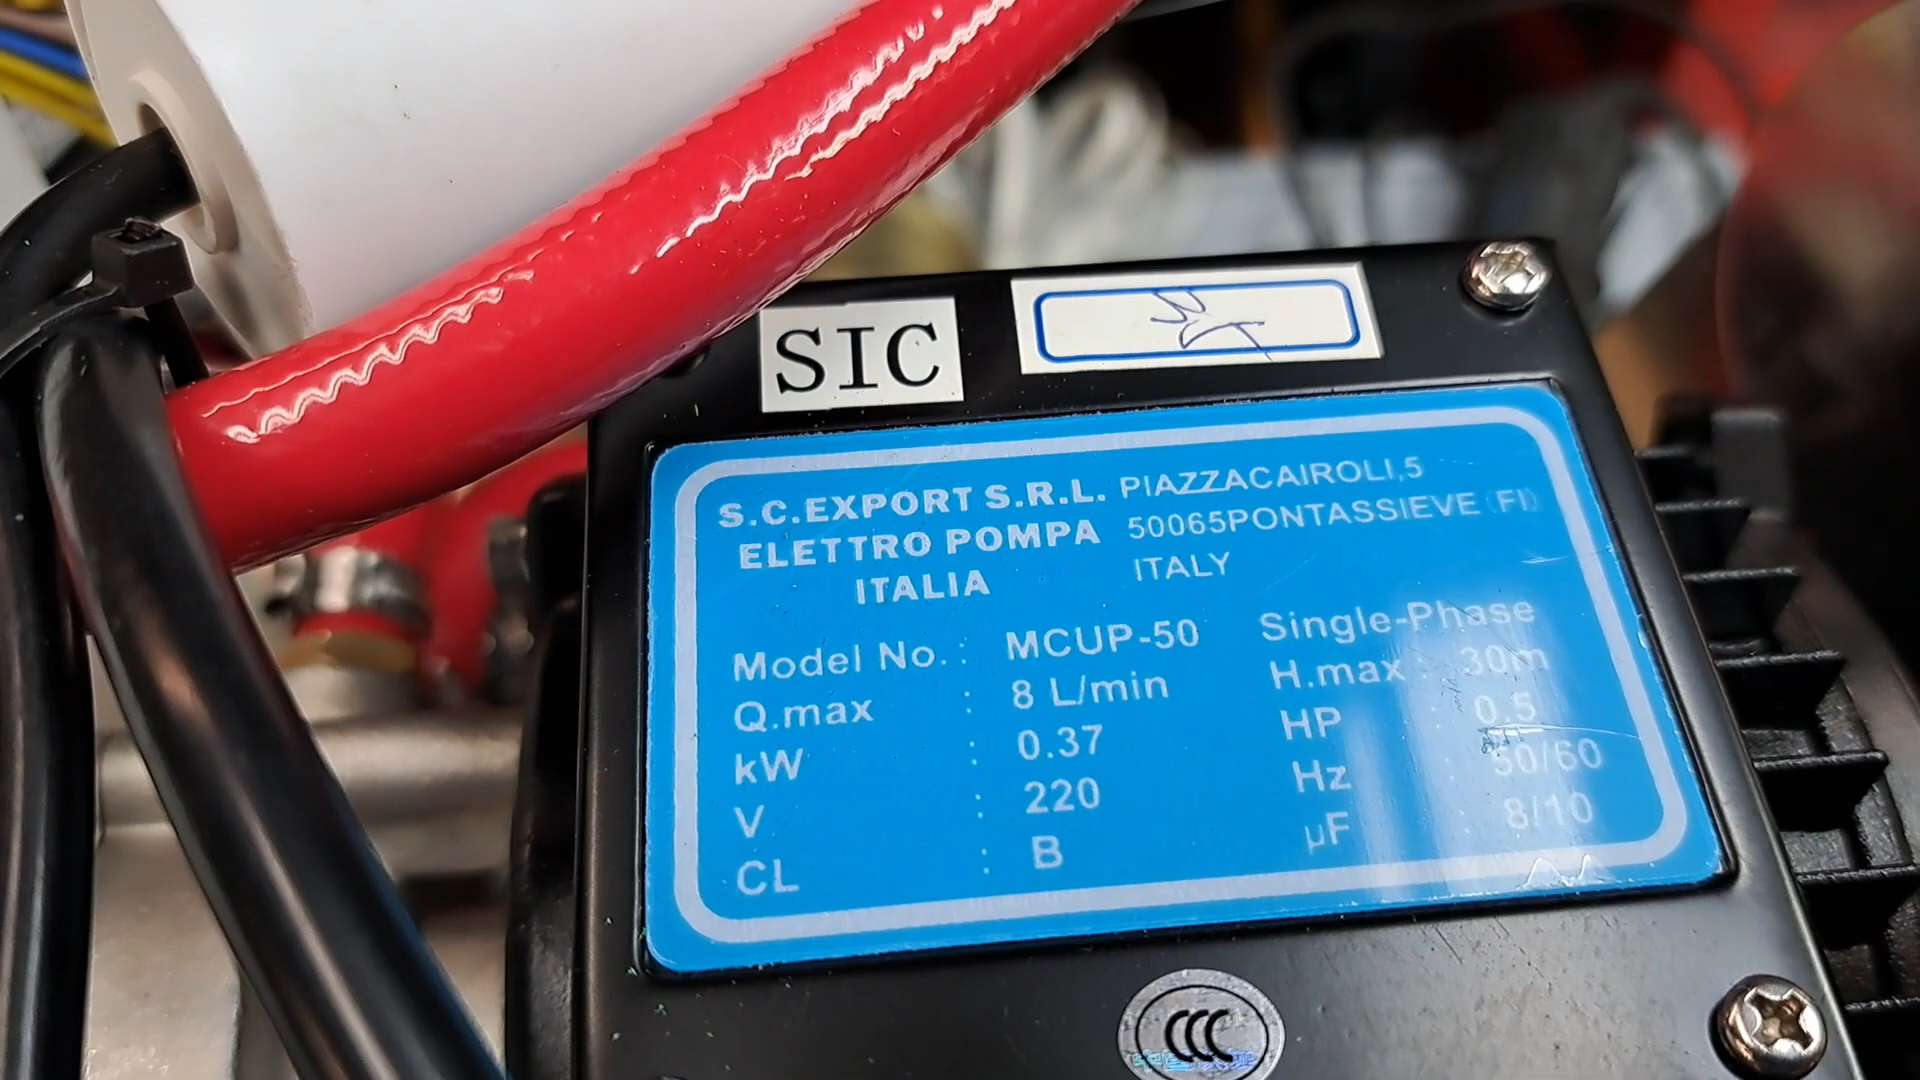 SIC
S.C.EXPORT S.R.L. PIAZZACAIROLI,5
ELETTRO POMPA 50065PONTASSIEVE (FI)
ITALIA ITALY
Model No. : MCUP-50 Single-Phase
Q.max : 8 L/min H.max : 30m
kW : 0.37 HP : 0.5
V : 220 Hz : 50/60
CL : B µF : 8/10
CCC